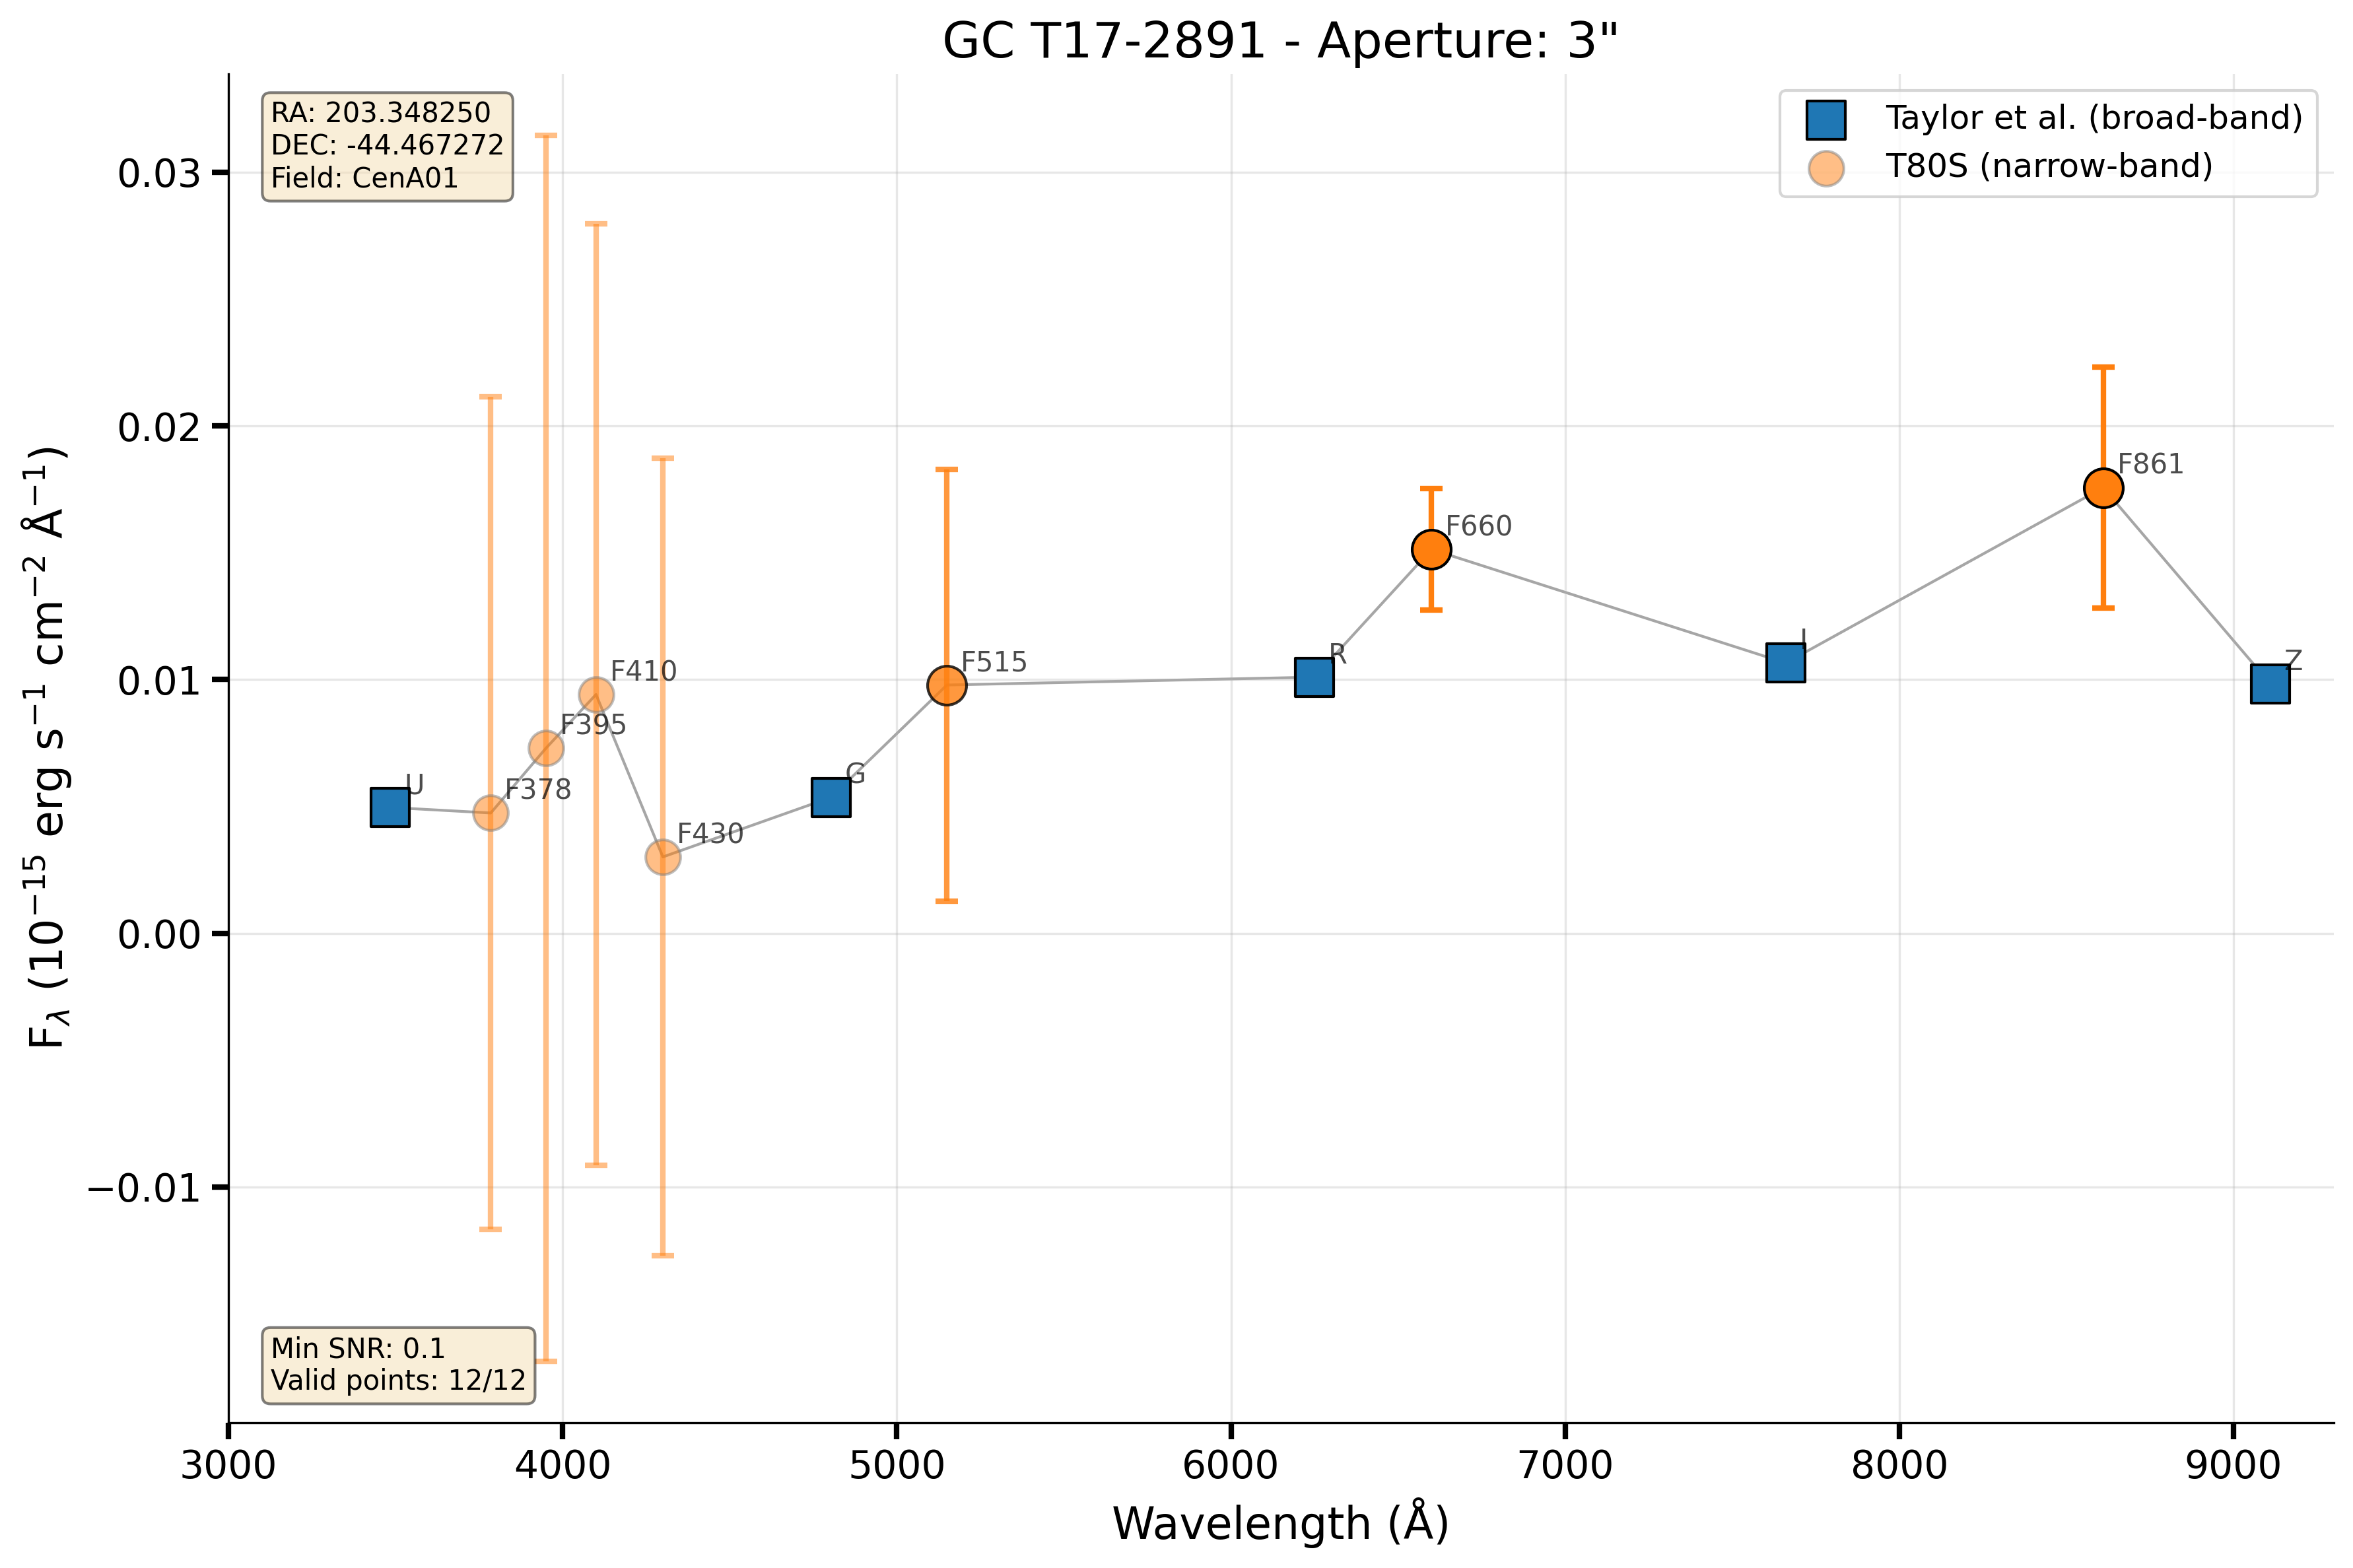 GC T17-2891 - Aperture: 3"
RA: 203.348250
DEC: -44.467272
Field: CenA01
Taylor et al. (broad-band)
T80S (narrow-band)
0.03
0.02
0.01
0.00
−0.01
F_λ (10⁻¹⁵ erg s⁻¹ cm⁻² Å⁻¹)
U
F378
F395
F410
F430
G
F515
R
F660
I
F861
Z
Min SNR: 0.1
Valid points: 12/12
3000
4000
5000
6000
7000
8000
9000
Wavelength (Å)